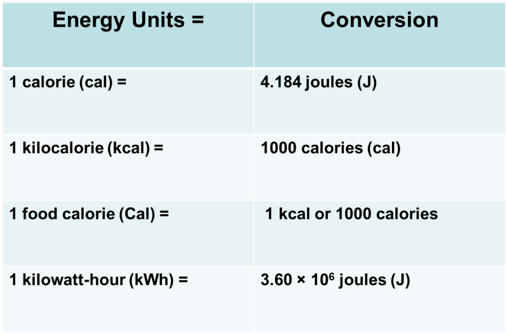 Energy Units = Conversion
1 calorie (cal) = 4.184 joules (J)
1 kilocalorie (kcal) = 1000 calories (cal)
1 food calorie (Cal) = 1 kcal or 1000 calories
1 kilowatt-hour (kWh) = 3.60 × 10⁶ joules (J)